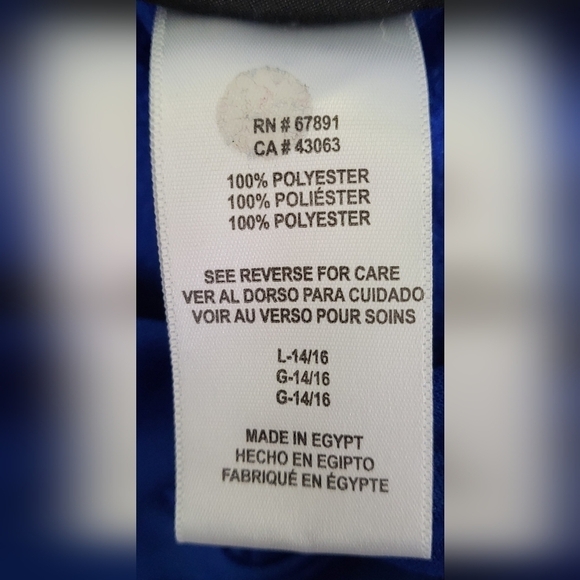 RN # 67891
CA # 43063
100% POLYESTER
100% POLIÉSTER
100% POLYESTER
SEE REVERSE FOR CARE
VER AL DORSO PARA CUIDADO
VOIR AU VERSO POUR SOINS
L-14/16
G-14/16
G-14/16
MADE IN EGYPT
HECHO EN EGIPTO
FABRIQUÉ EN ÉGYPTE